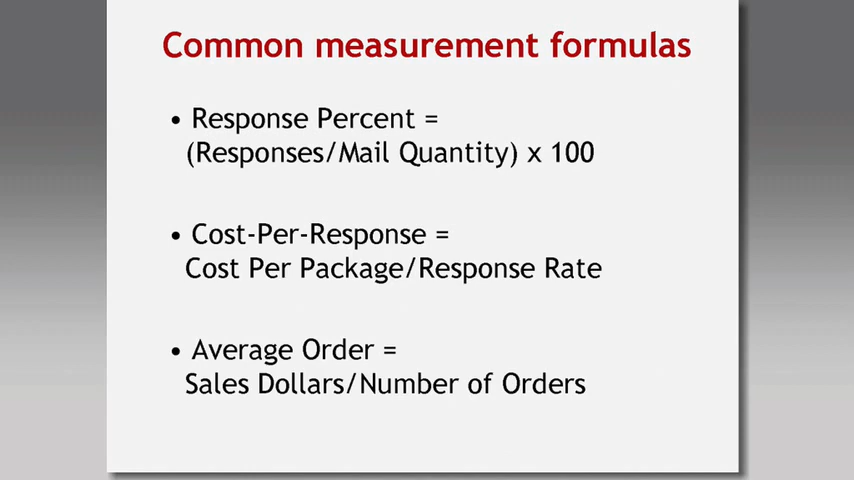 Common measurement formulas
• Response Percent =
(Responses/Mail Quantity) x 100
• Cost-Per-Response =
Cost Per Package/Response Rate
• Average Order =
Sales Dollars/Number of Orders